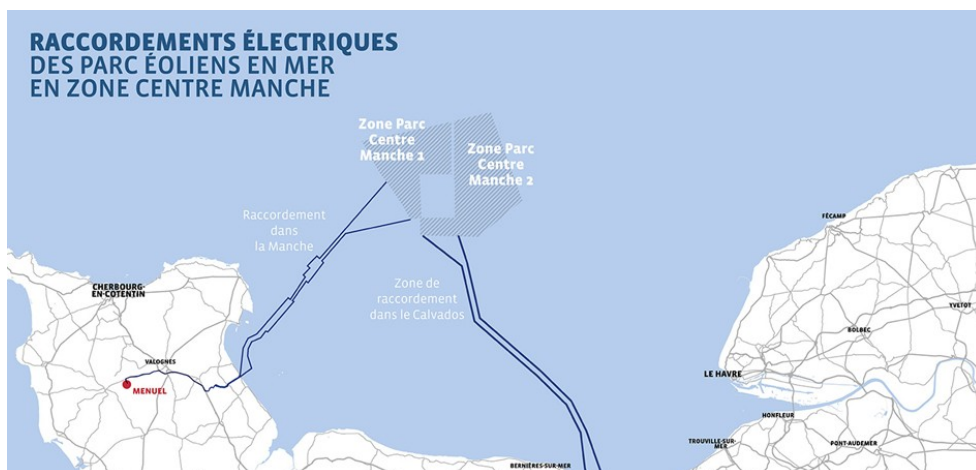 RACCORDEMENTS ÉLECTRIQUES
DES PARC ÉOLIENS EN MER
EN ZONE CENTRE MANCHE
Zone Parc
Centre
Manche 1
Zone Parc
Centre
Manche 2
Raccordement
dans
la Manche
Zone de
raccordement
dans le Calvados
FÉCAMP
CHERBOURG-
EN-COTENTIN
YVETOT
BOLBEC
VALOGNES
LE HAVRE
MENUEL
HONFLEUR
TROUVILLE-SUR-
MER
PONT-AUDEMER
BERNIÈRES-SUR-MER